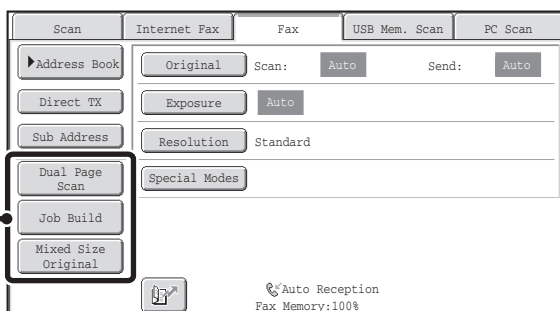 Scan Internet Fax Fax USB Mem. Scan PC Scan
Address Book Original Scan: Auto Send: Auto
Direct TX Exposure Auto
Sub Address Resolution Standard
Dual Page
Scan
Special Modes
Job Build
Mixed Size
Original
Auto Reception
Fax Memory:100%